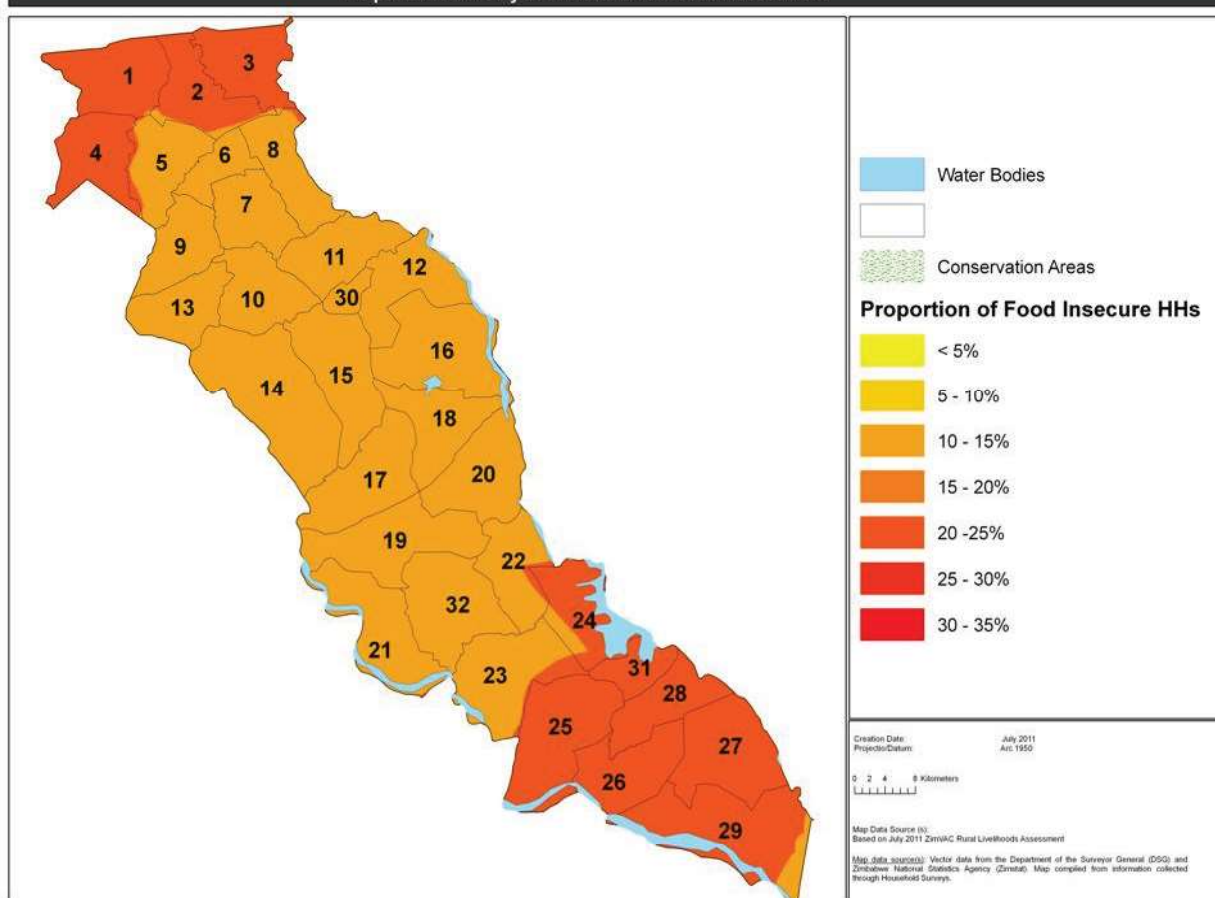 1
2
3
4
5
6
8
7
9
11
12
10
30
13
16
15
14
18
17
20
19
22
32
24
21
23
31
28
25
27
26
29
Water Bodies
Conservation Areas
Proportion of Food Insecure HHs
< 5%
5 - 10%
10 - 15%
15 - 20%
20 -25%
25 - 30%
30 - 35%
Creation Date: July 2011
Projectio/Datum: Arc 1950
0 2 4 8 Kilometers
Map Data Source (s):
Based on July 2011 ZimVAC Rural Livelihoods Assessment
Map data source(s): Vector data from the Department of the Surveyor General (DSG) and
Zimbabwe National Statistics Agency (Zimstat). Map compiled from information collected
through Household Surveys.